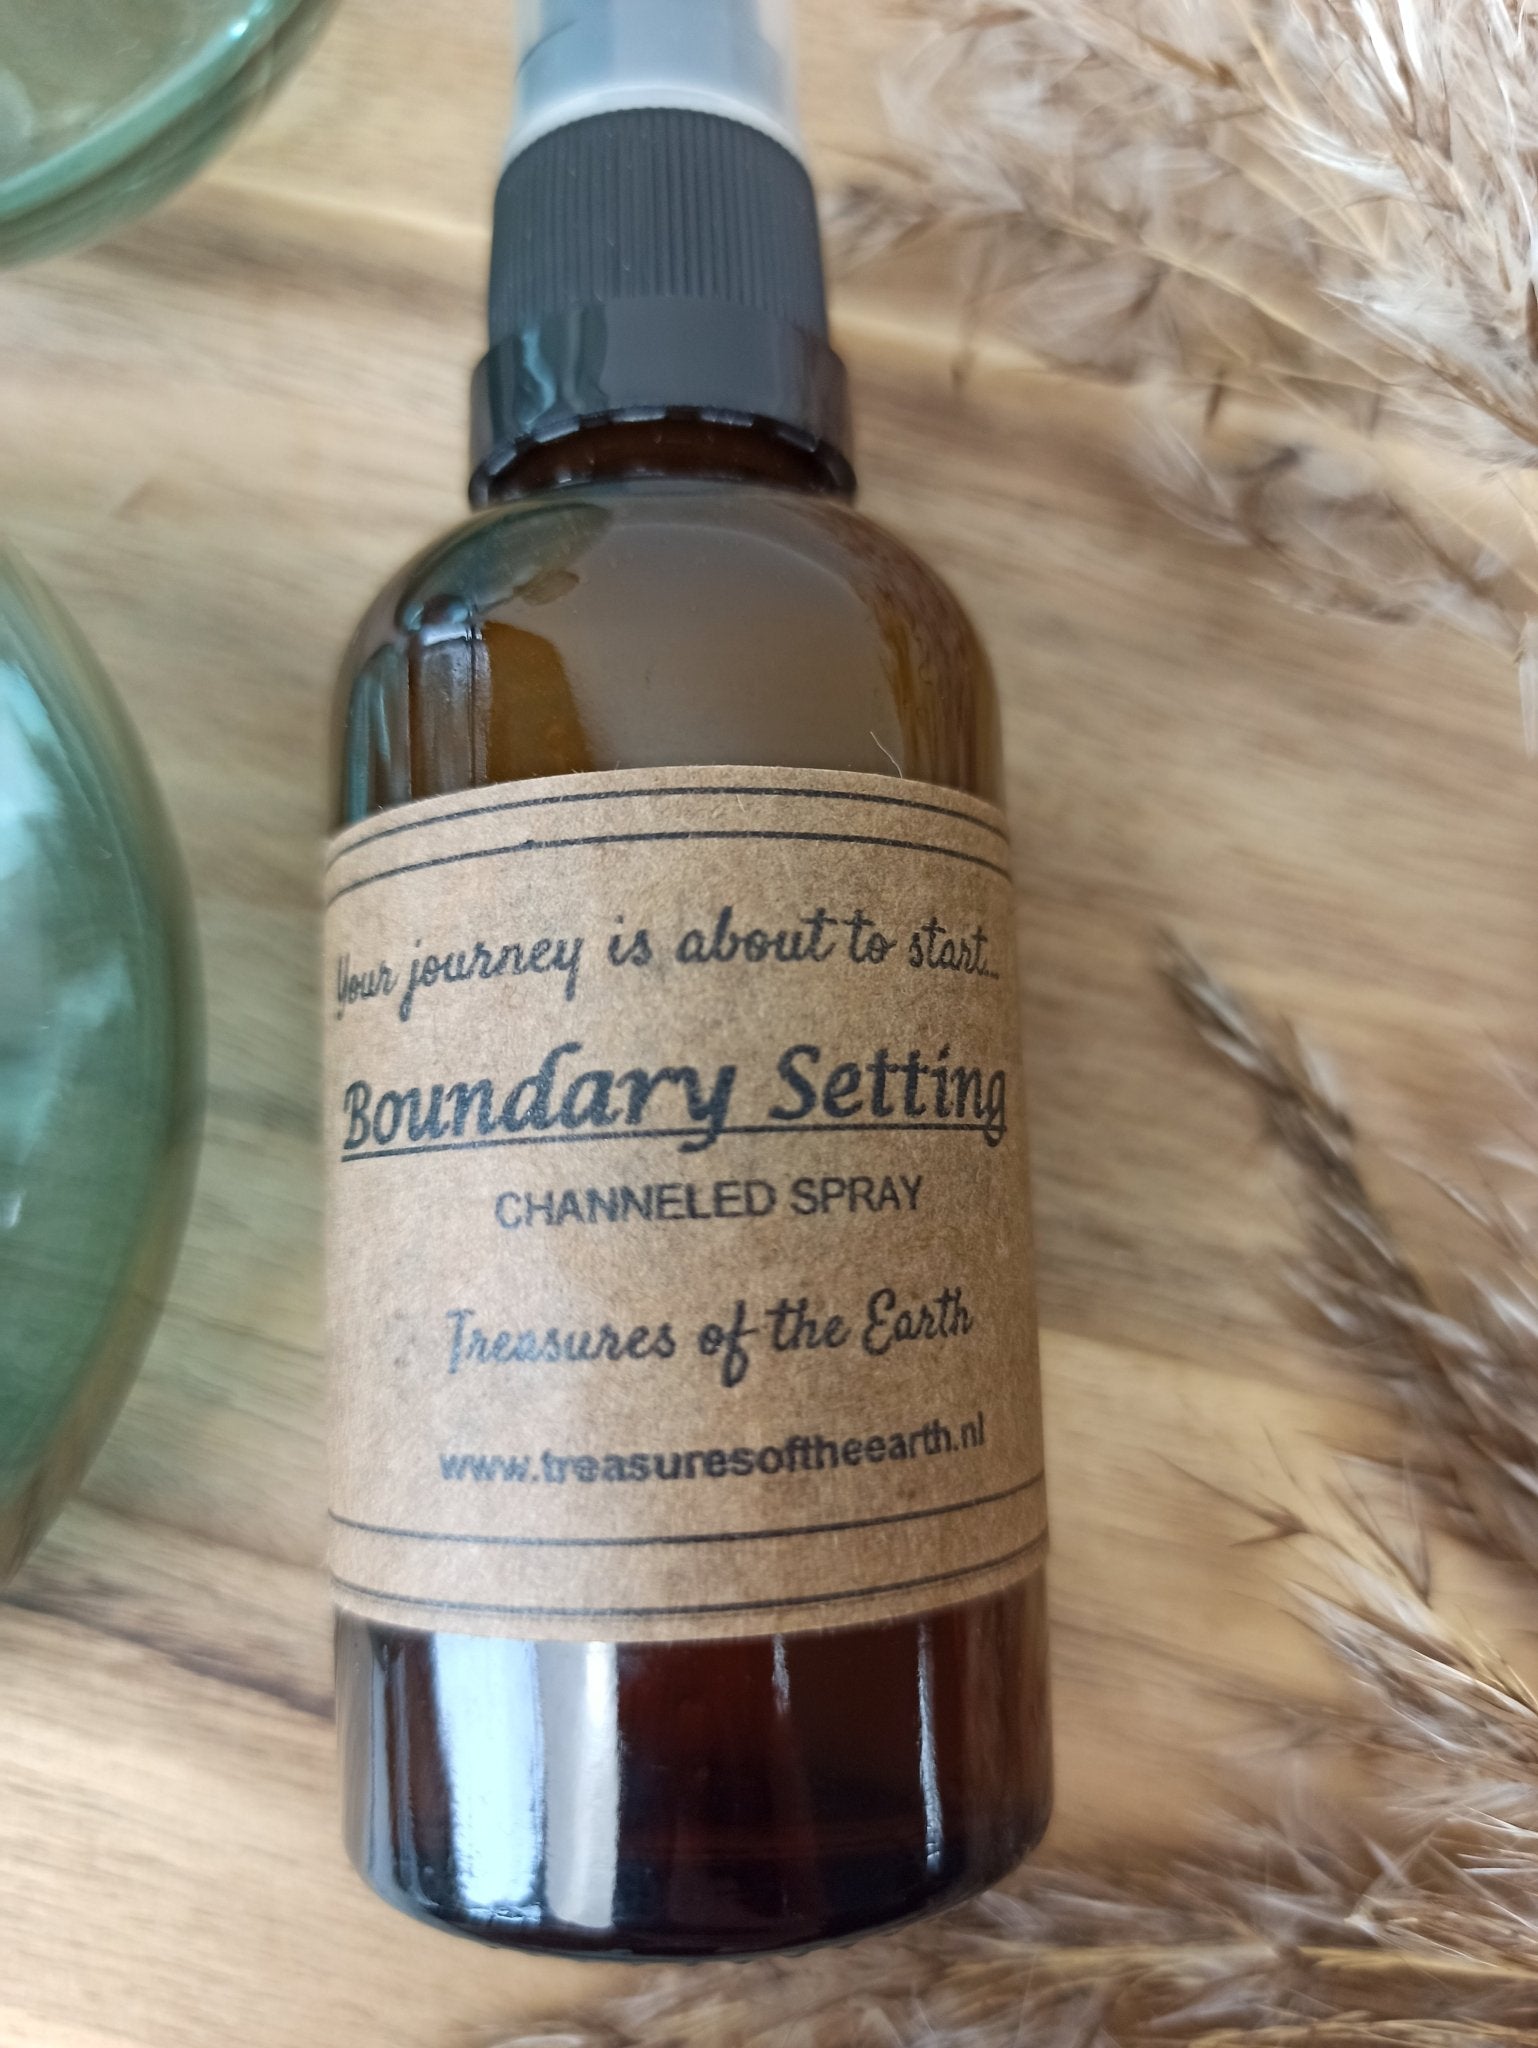 Your journey is about to start...
Boundary Setting
CHANNELED SPRAY
Treasures of the Earth
www.treasuresoftheearth.nl